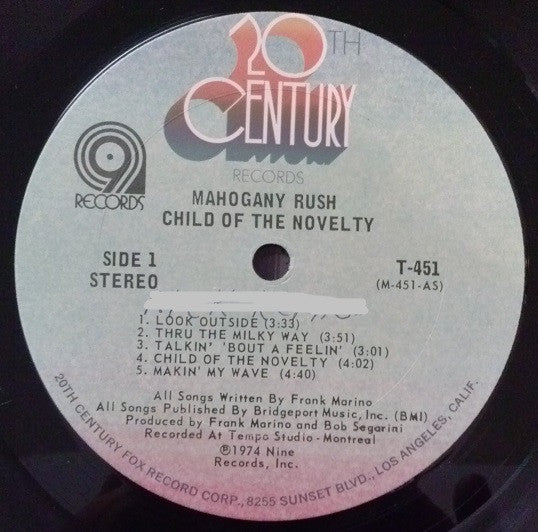 20TH
CENTURY
RECORDS
9
RECORDS
MAHOGANY RUSH
CHILD OF THE NOVELTY
SIDE 1
STEREO
T-451
(M-451-AS)
1. LOOK OUTSIDE (3:33)
2. THRU THE MILKY WAY (3:51)
3. TALKIN' 'BOUT A FEELIN' (3:01)
4. CHILD OF THE NOVELTY (4:02)
5. MAKIN' MY WAVE (4:40)
All Songs Written By Frank Marino
All Songs Published By Bridgeport Music, Inc. (BMI)
Produced by Frank Marino and Bob Segarini
Recorded At Tempo Studio - Montreal
℗1974 Nine
Records, Inc.
20TH CENTURY FOX RECORD CORP., 8255 SUNSET BLVD., LOS ANGELES, CALIF.